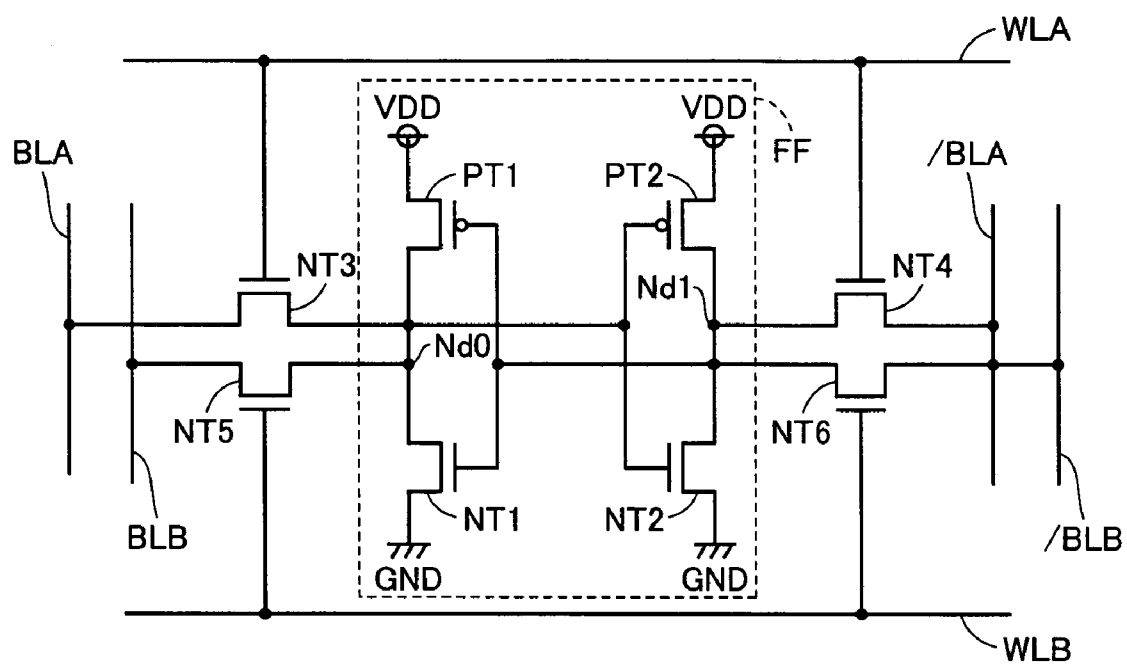 WLA
VDD
VDD
FF
BLA
/BLA
PT1
PT2
NT3
NT4
Nd1
Nd0
NT5
NT6
NT1
NT2
BLB
/BLB
GND
GND
WLB